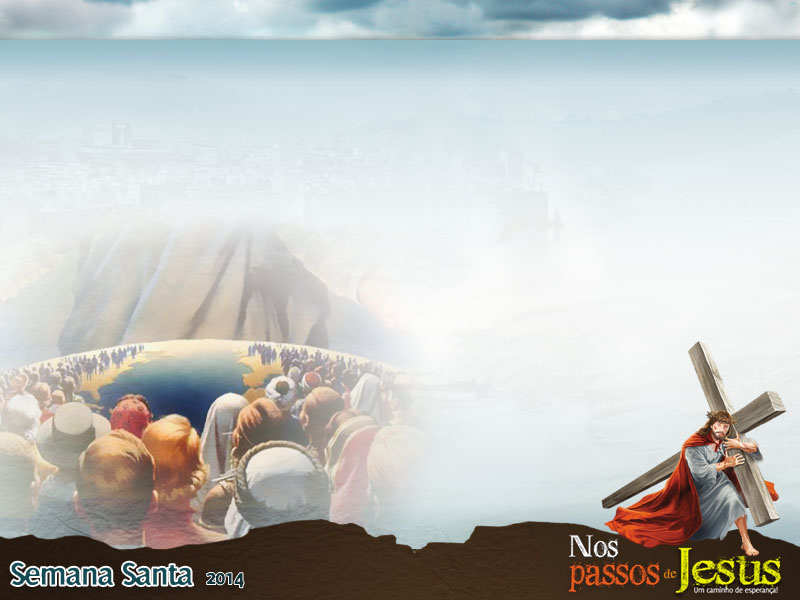 Semana Santa 2014
Nos
passos de Jesus
Um caminho de esperança!